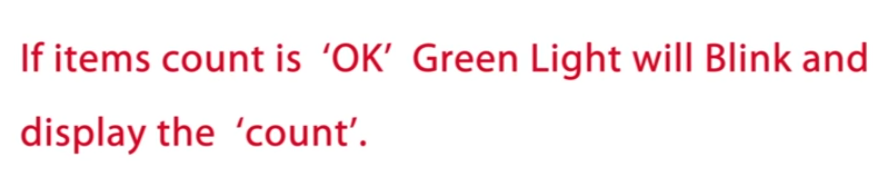 If items count is ‘OK’ Green Light will Blink and
display the ‘count’.